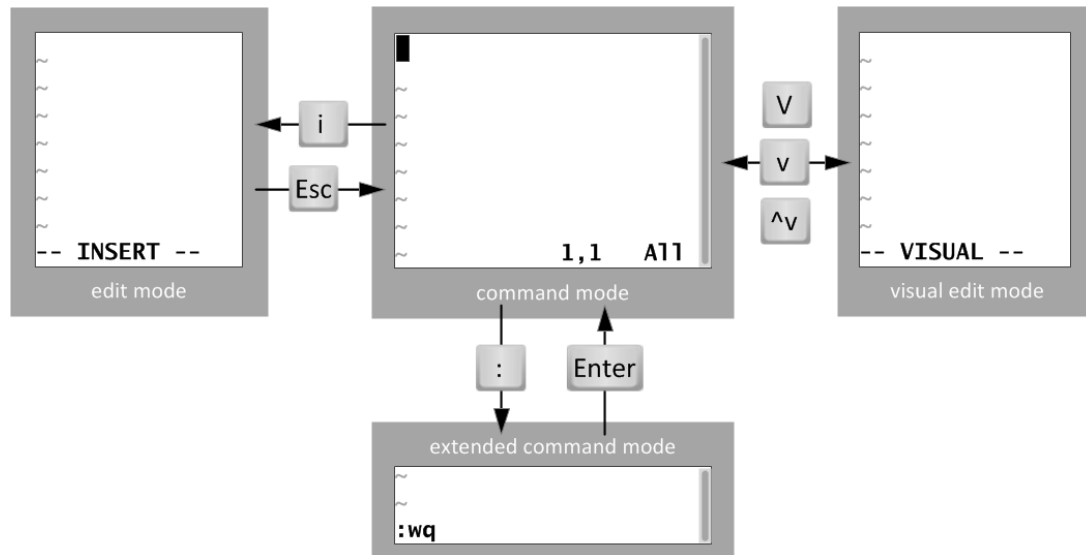 ~
~
~
~
~
~
~
-- INSERT --
edit mode
i
Esc
~
~
~
~
~
~
~
1,1 All
command mode
V
v
^v
~
~
~
~
~
~
~
-- VISUAL --
visual edit mode
:
Enter
extended command mode
~
~
:wq